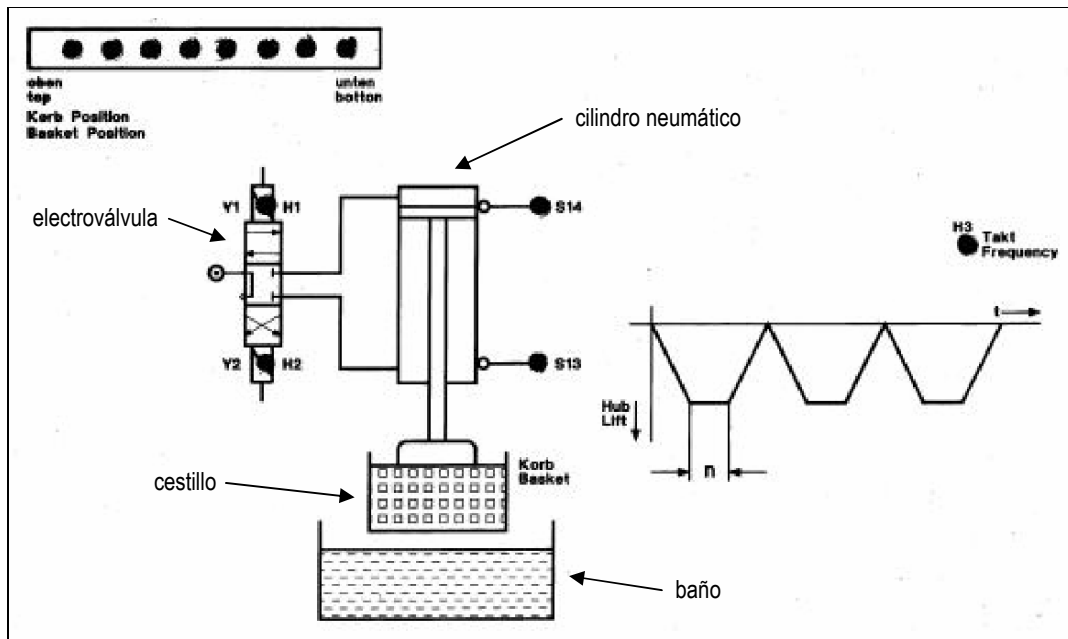 oben
top
unten
botton
Korb Position
Basket Position
cilindro neumático
Y1 H1
S14
electroválvula
H3
Takt
Frequency
t
Y2 H2
S13
Hub
Lift
n
Korb
Basket
cestillo
baño